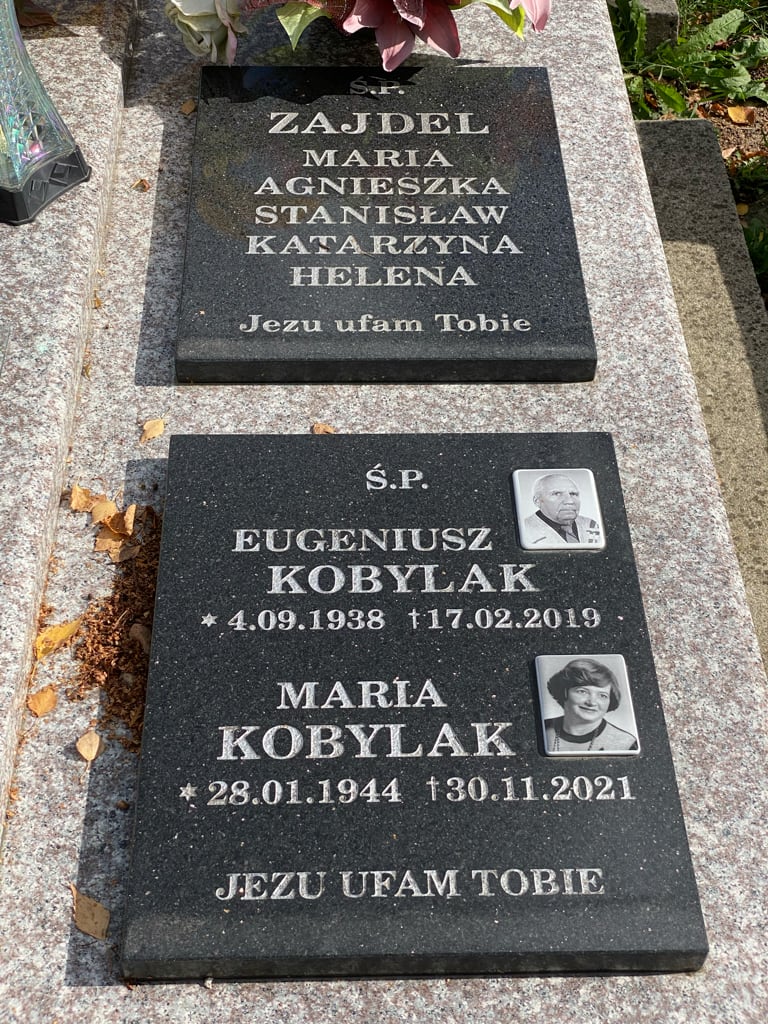 Ś.P.
ZAJDEL
MARIA
AGNIESZKA
STANISŁAW
KATARZYNA
HELENA
Jezu ufam Tobie
Ś.P.
EUGENIUSZ
KOBYLAK
* 4.09.1938 †17.02.2019
MARIA
KOBYLAK
* 28.01.1944 †30.11.2021
JEZU UFAM TOBIE